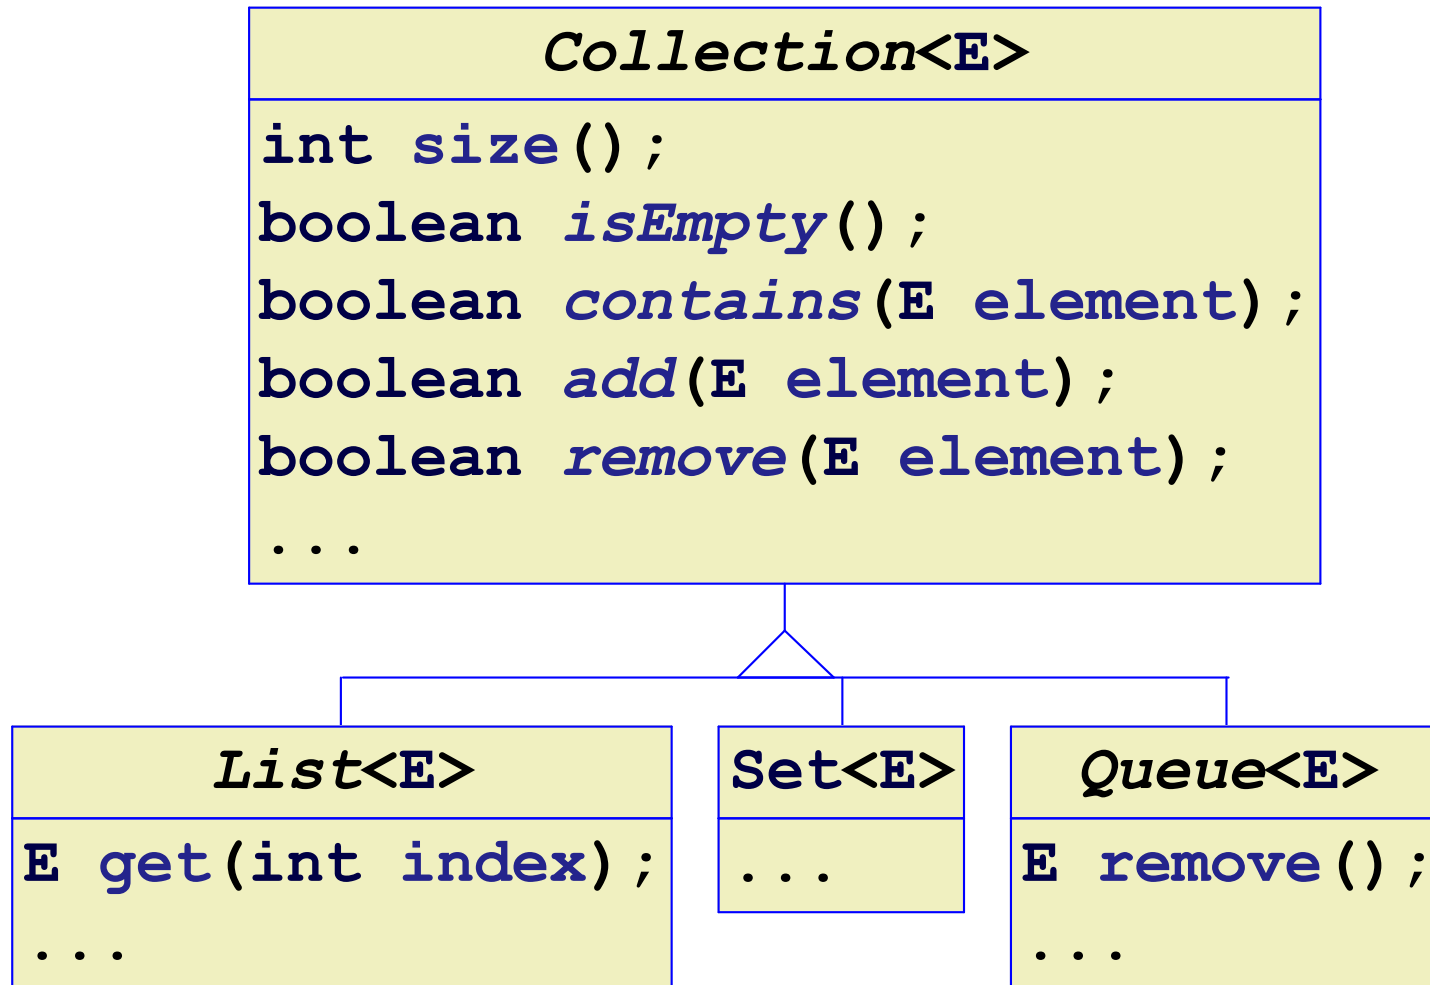 Collection<E>
int size();
boolean isEmpty();
boolean contains(E element);
boolean add(E element);
boolean remove(E element);
...
List<E>
E get(int index);
...
Set<E>
...
Queue<E>
E remove();
...